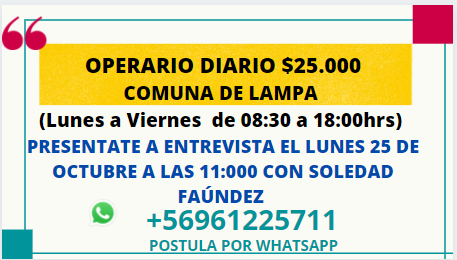 OPERARIO DIARIO $25.000
COMUNA DE LAMPA
(Lunes a Viernes de 08:30 a 18:00hrs)
PRESENTATE A ENTREVISTA EL LUNES 25 DE
OCTUBRE A LAS 11:000 CON SOLEDAD
FAÚNDEZ
+56961225711
POSTULA POR WHATSAPP